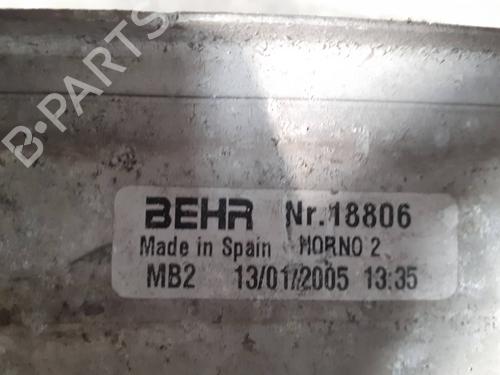 B-PARTS
BEHR Nr.18806
Made in Spain HORNO 2
MB2 13/01/2005 13:35